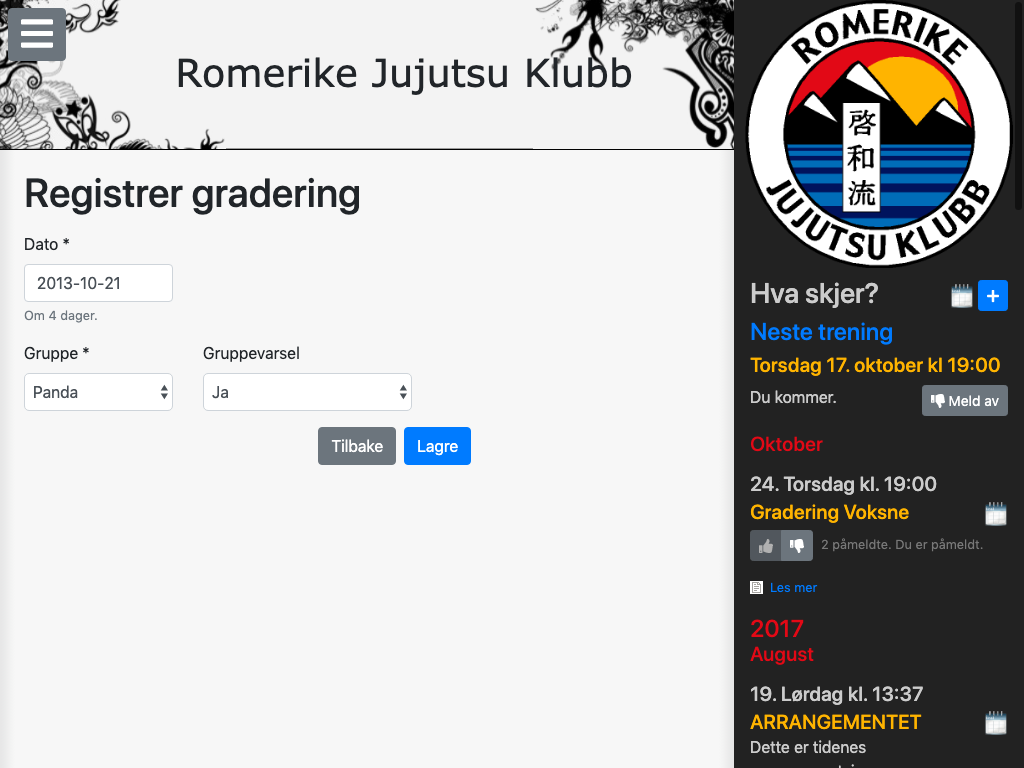 Romerike Jujutsu Klubb
Registrer gradering
Dato *
2013-10-21
Om 4 dager.
Gruppe *
Gruppevarsel
Panda
Ja
Tilbake
Lagre
ROMERIKE
啓和流
JUJUTSU KLUBB
Hva skjer?
+
Neste trening
Torsdag 17. oktober kl 19:00
Du kommer.
Meld av
Oktober
24. Torsdag kl. 19:00
Gradering Voksne
2 påmeldte. Du er påmeldt.
Les mer
2017
August
19. Lørdag kl. 13:37
ARRANGEMENTET
Dette er tidenes